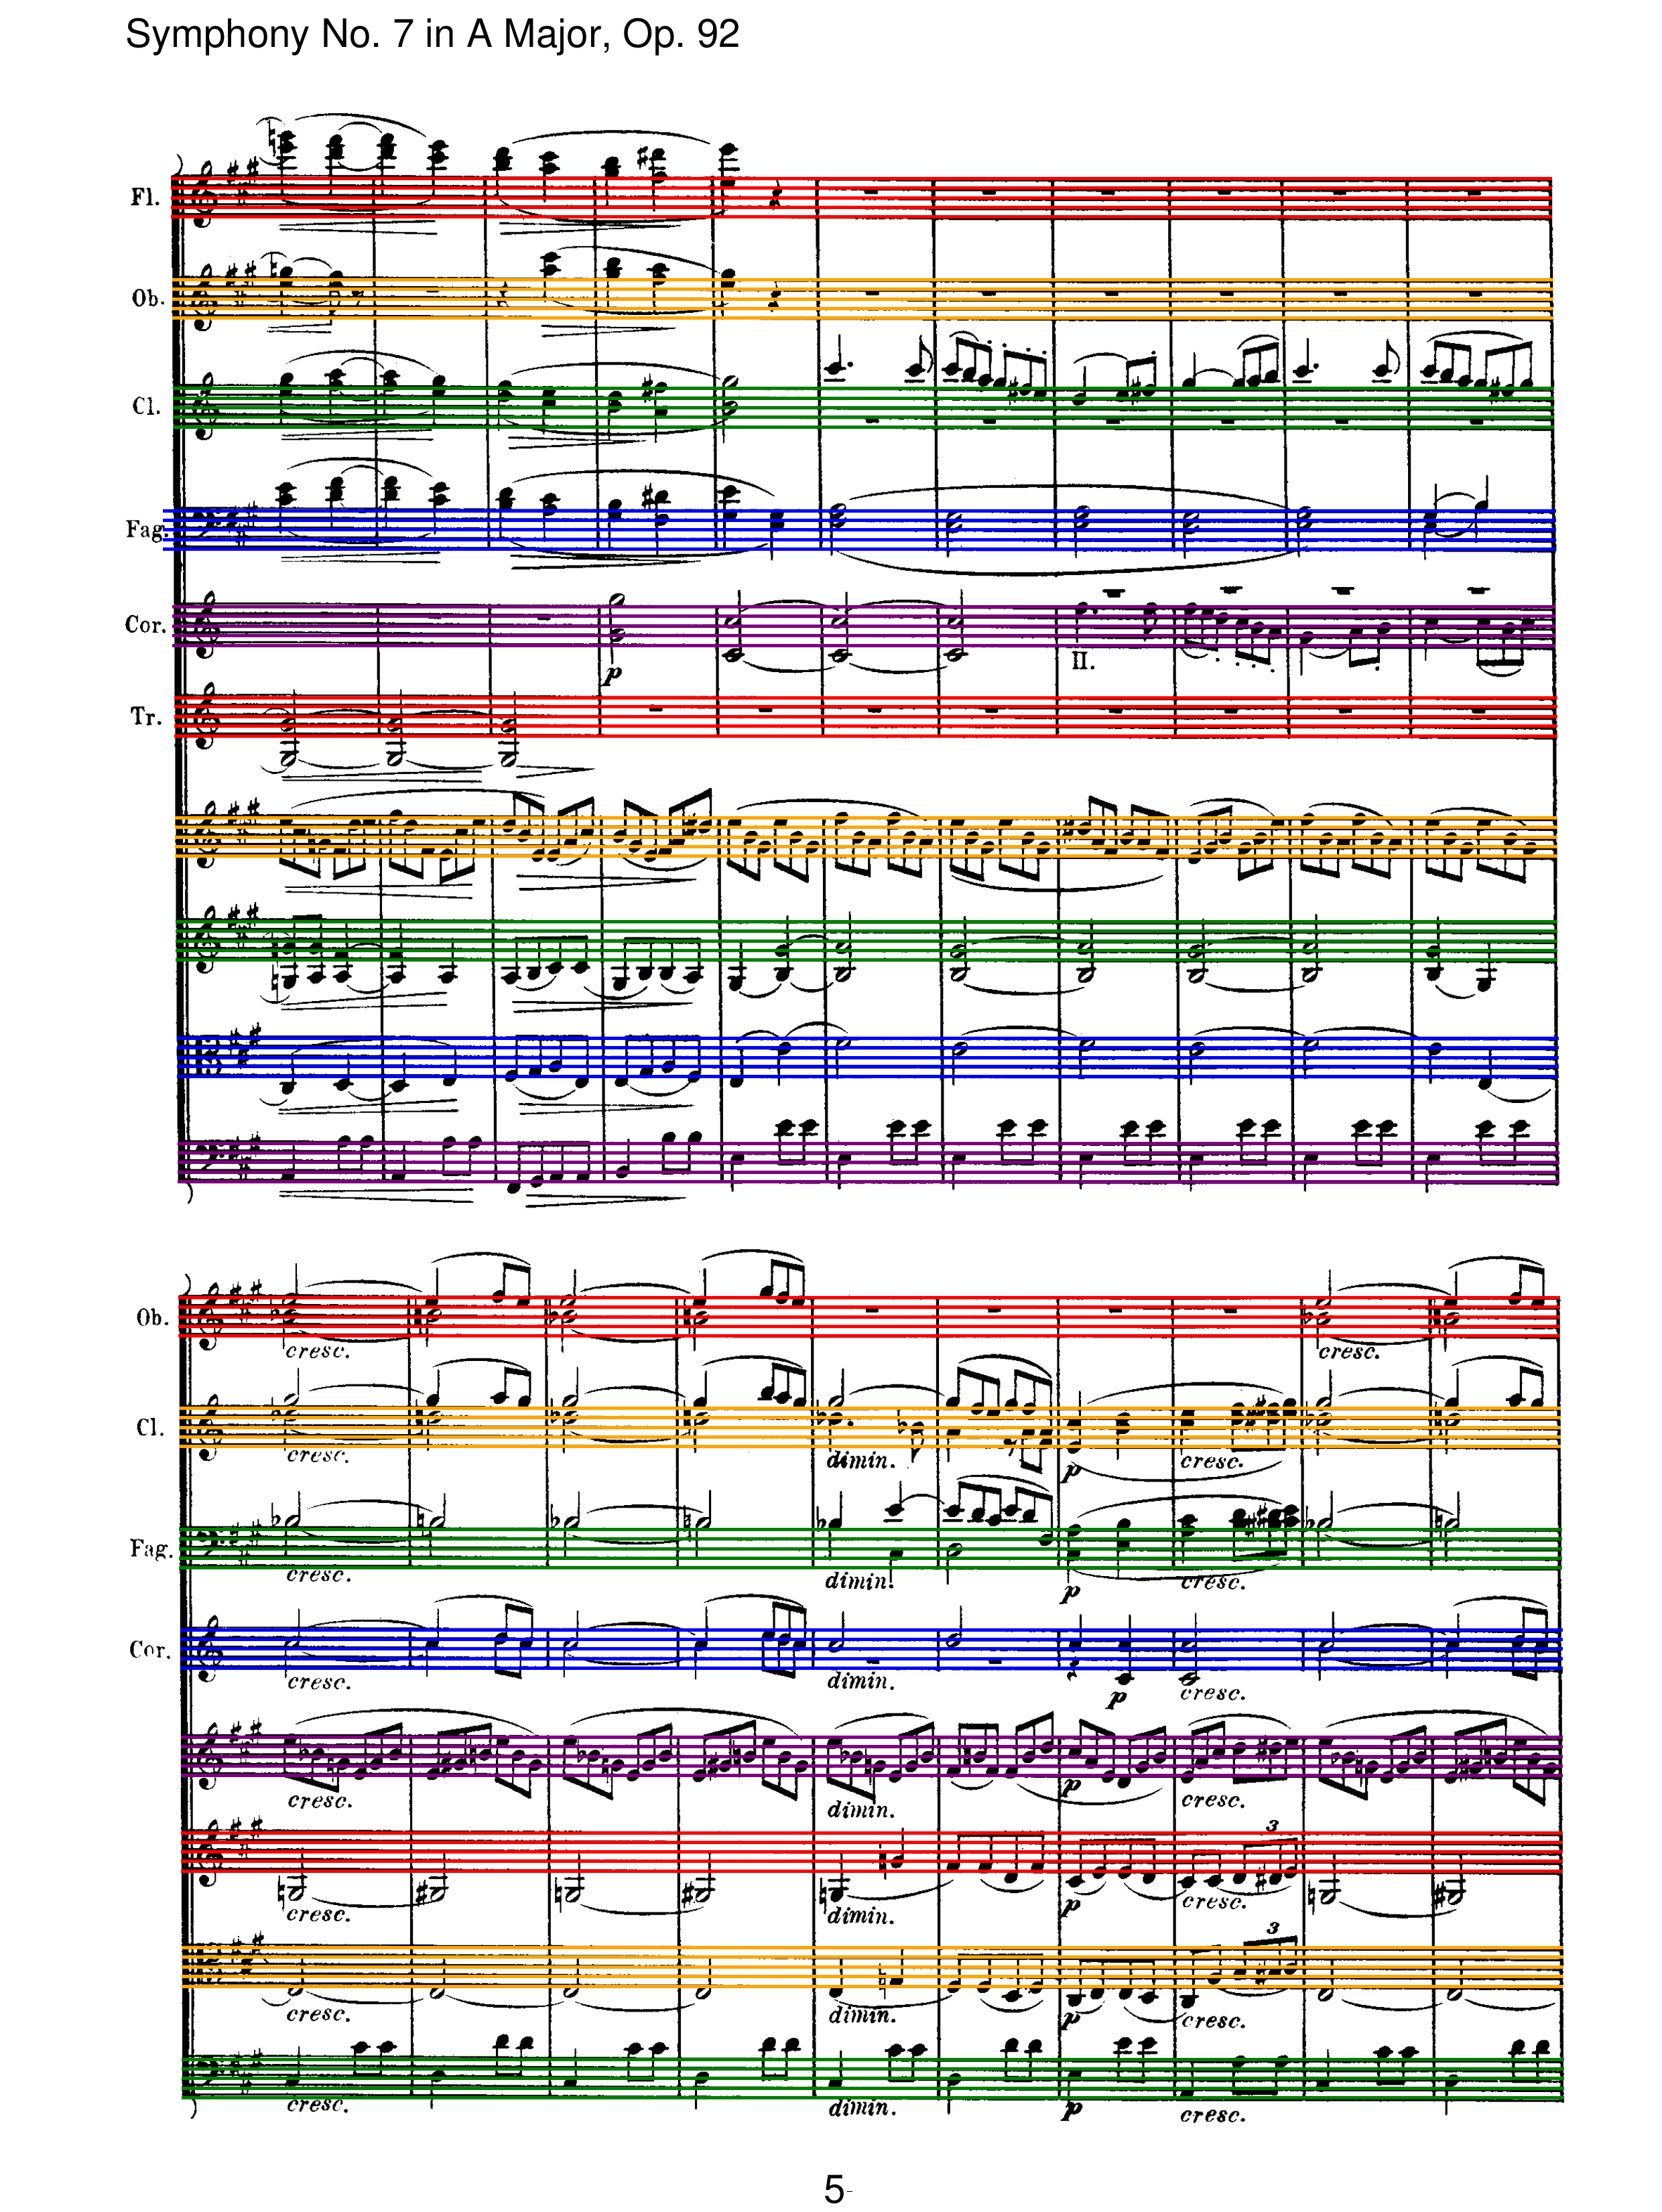 Symphony No. 7 in A Major, Op. 92
Fl.
Ob.
Cl.
Fag.
Cor.
p
II.
Tr.
Ob.
cresc. cresc.
Cl.
cresc. dimin. p cresc.
Fag.
cresc. dimin. p cresc.
Cor.
cresc. dimin. p cresc.
cresc. dimin. p cresc.
3
cresc. dimin. p cresc.
3
cresc. dimin. p cresc.
cresc. dimin. p cresc.
5-